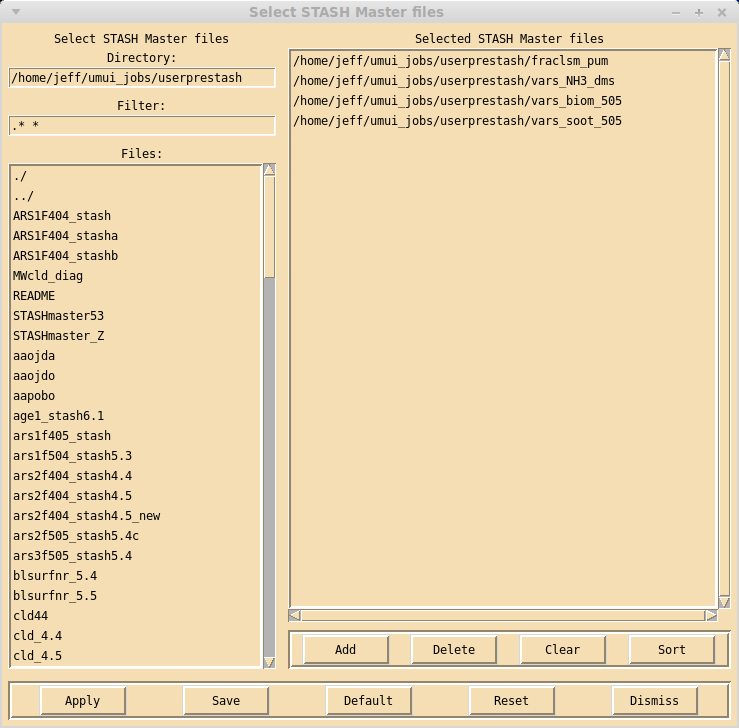 Select STASH Master files
Select STASH Master files
Directory:
/home/jeff/umui_jobs/userprestash
Filter:
.* *
Files:
./
../
ARS1F404_stash
ARS1F404_stasha
ARS1F404_stashb
MWcld_diag
README
STASHmaster53
STASHmaster_Z
aaojda
aaojdo
aapobo
age1_stash6.1
ars1f405_stash
ars1f504_stash5.3
ars2f404_stash4.4
ars2f404_stash4.5
ars2f404_stash4.5_new
ars2f505_stash5.4c
ars3f505_stash5.4
blsurfnr_5.4
blsurfnr_5.5
cld44
cld_4.4
cld_4.5
Selected STASH Master files
/home/jeff/umui_jobs/userprestash/fraclsm_pum
/home/jeff/umui_jobs/userprestash/vars_NH3_dms
/home/jeff/umui_jobs/userprestash/vars_biom_505
/home/jeff/umui_jobs/userprestash/vars_soot_505
Add Delete Clear Sort
Apply Save Default Reset Dismiss